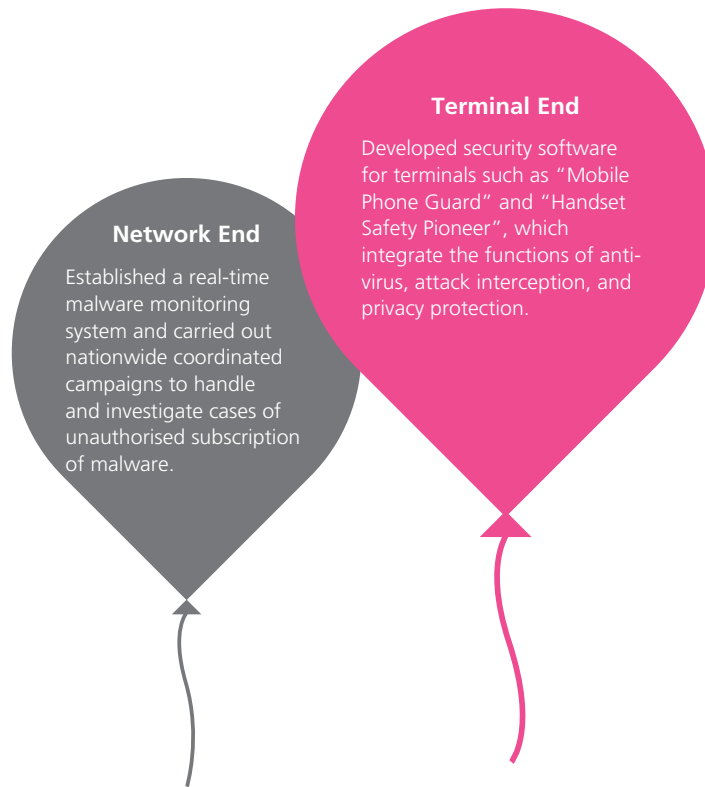 Terminal End
Developed security software
for terminals such as “Mobile
Phone Guard“ and “Handset
Safety Pioneer”, which
integrate the functions of anti-
virus, attack interception, and
privacy protection.
Network End
Established a real-time
malware monitoring
system and carried out
nationwide coordinated
campaigns to handle
and investigate cases of
unauthorised subscription
of malware.